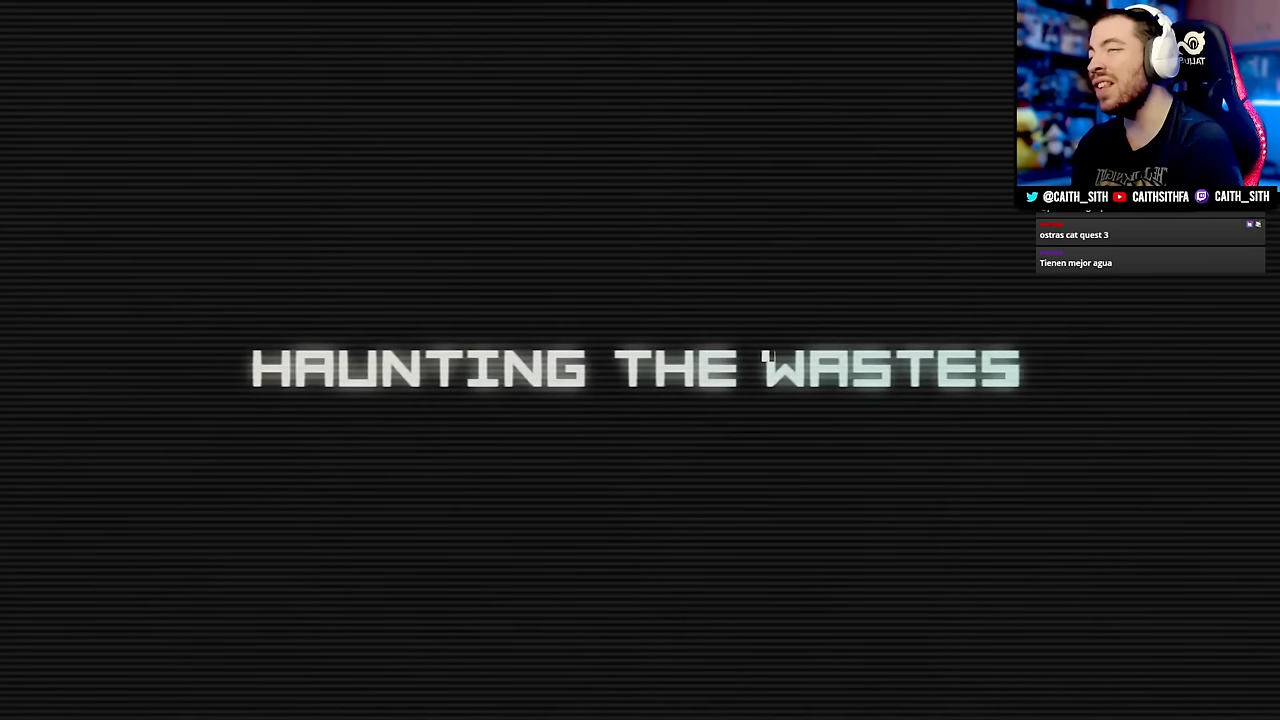 @CAITH_SITH CAITHSITHFA CAITH_SITH
ostras cat quest 3
Tienen mejor agua
HAUNTING THE WASTES